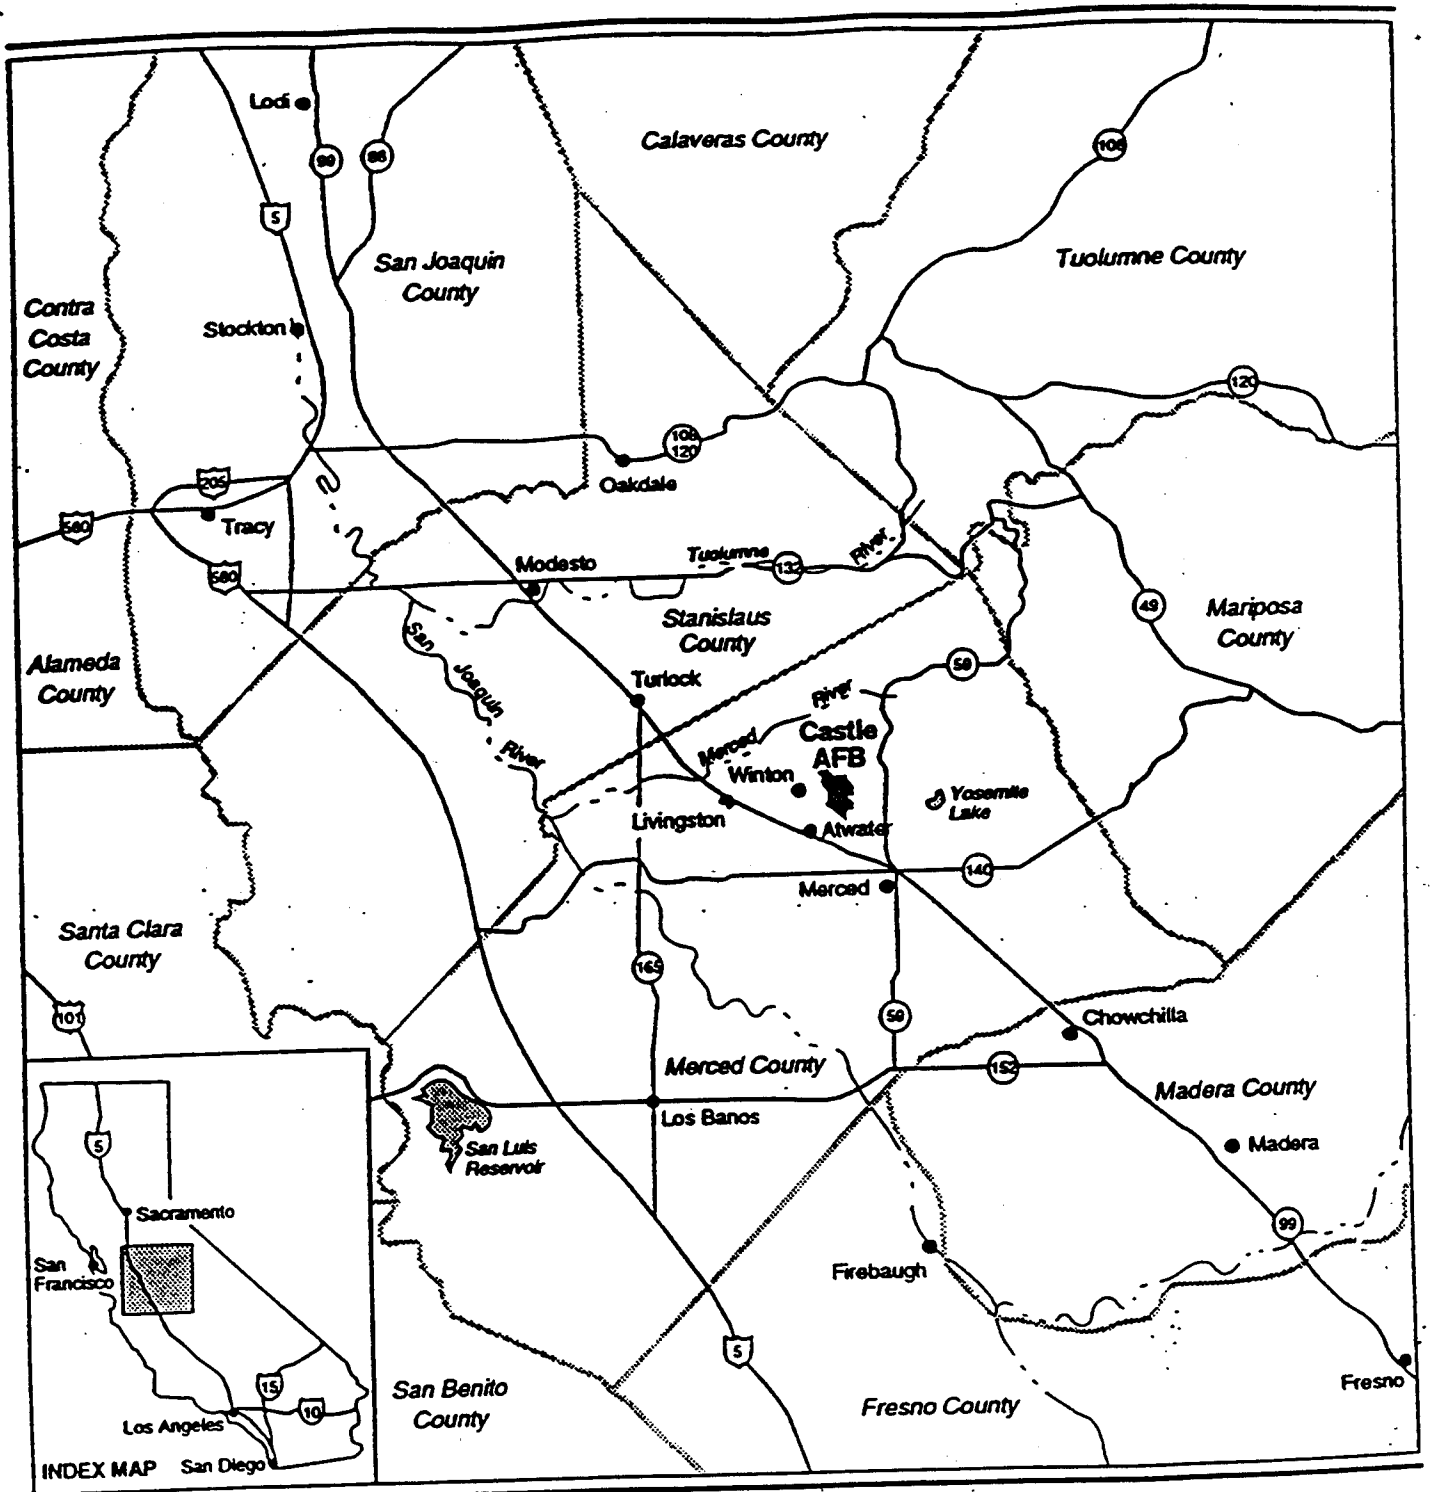 Lodi
Calaveras County
99
88
108
5
San Joaquin
County
Tuolumne County
Contra
Costa
County
Stockton
120
108
120
Oakdale
205
580
Tracy
580
Modesto
Tuolumne
River
132
Stanislaus
County
49
Mariposa
County
Alameda
County
San
Joaquin
River
Turlock
59
River
Merced
Castle
AFB
Winton
Livingston
Atwater
Yosemite
Lake
140
Merced
Santa Clara
County
165
101
59
Chowchilla
Merced County
152
Madera County
Los Banos
San Luis
Reservoir
Madera
99
Firebaugh
5
Fresno
San Benito
County
Fresno County
5
Sacramento
San
Francisco
15
10
Los Angeles
San Diego
INDEX MAP